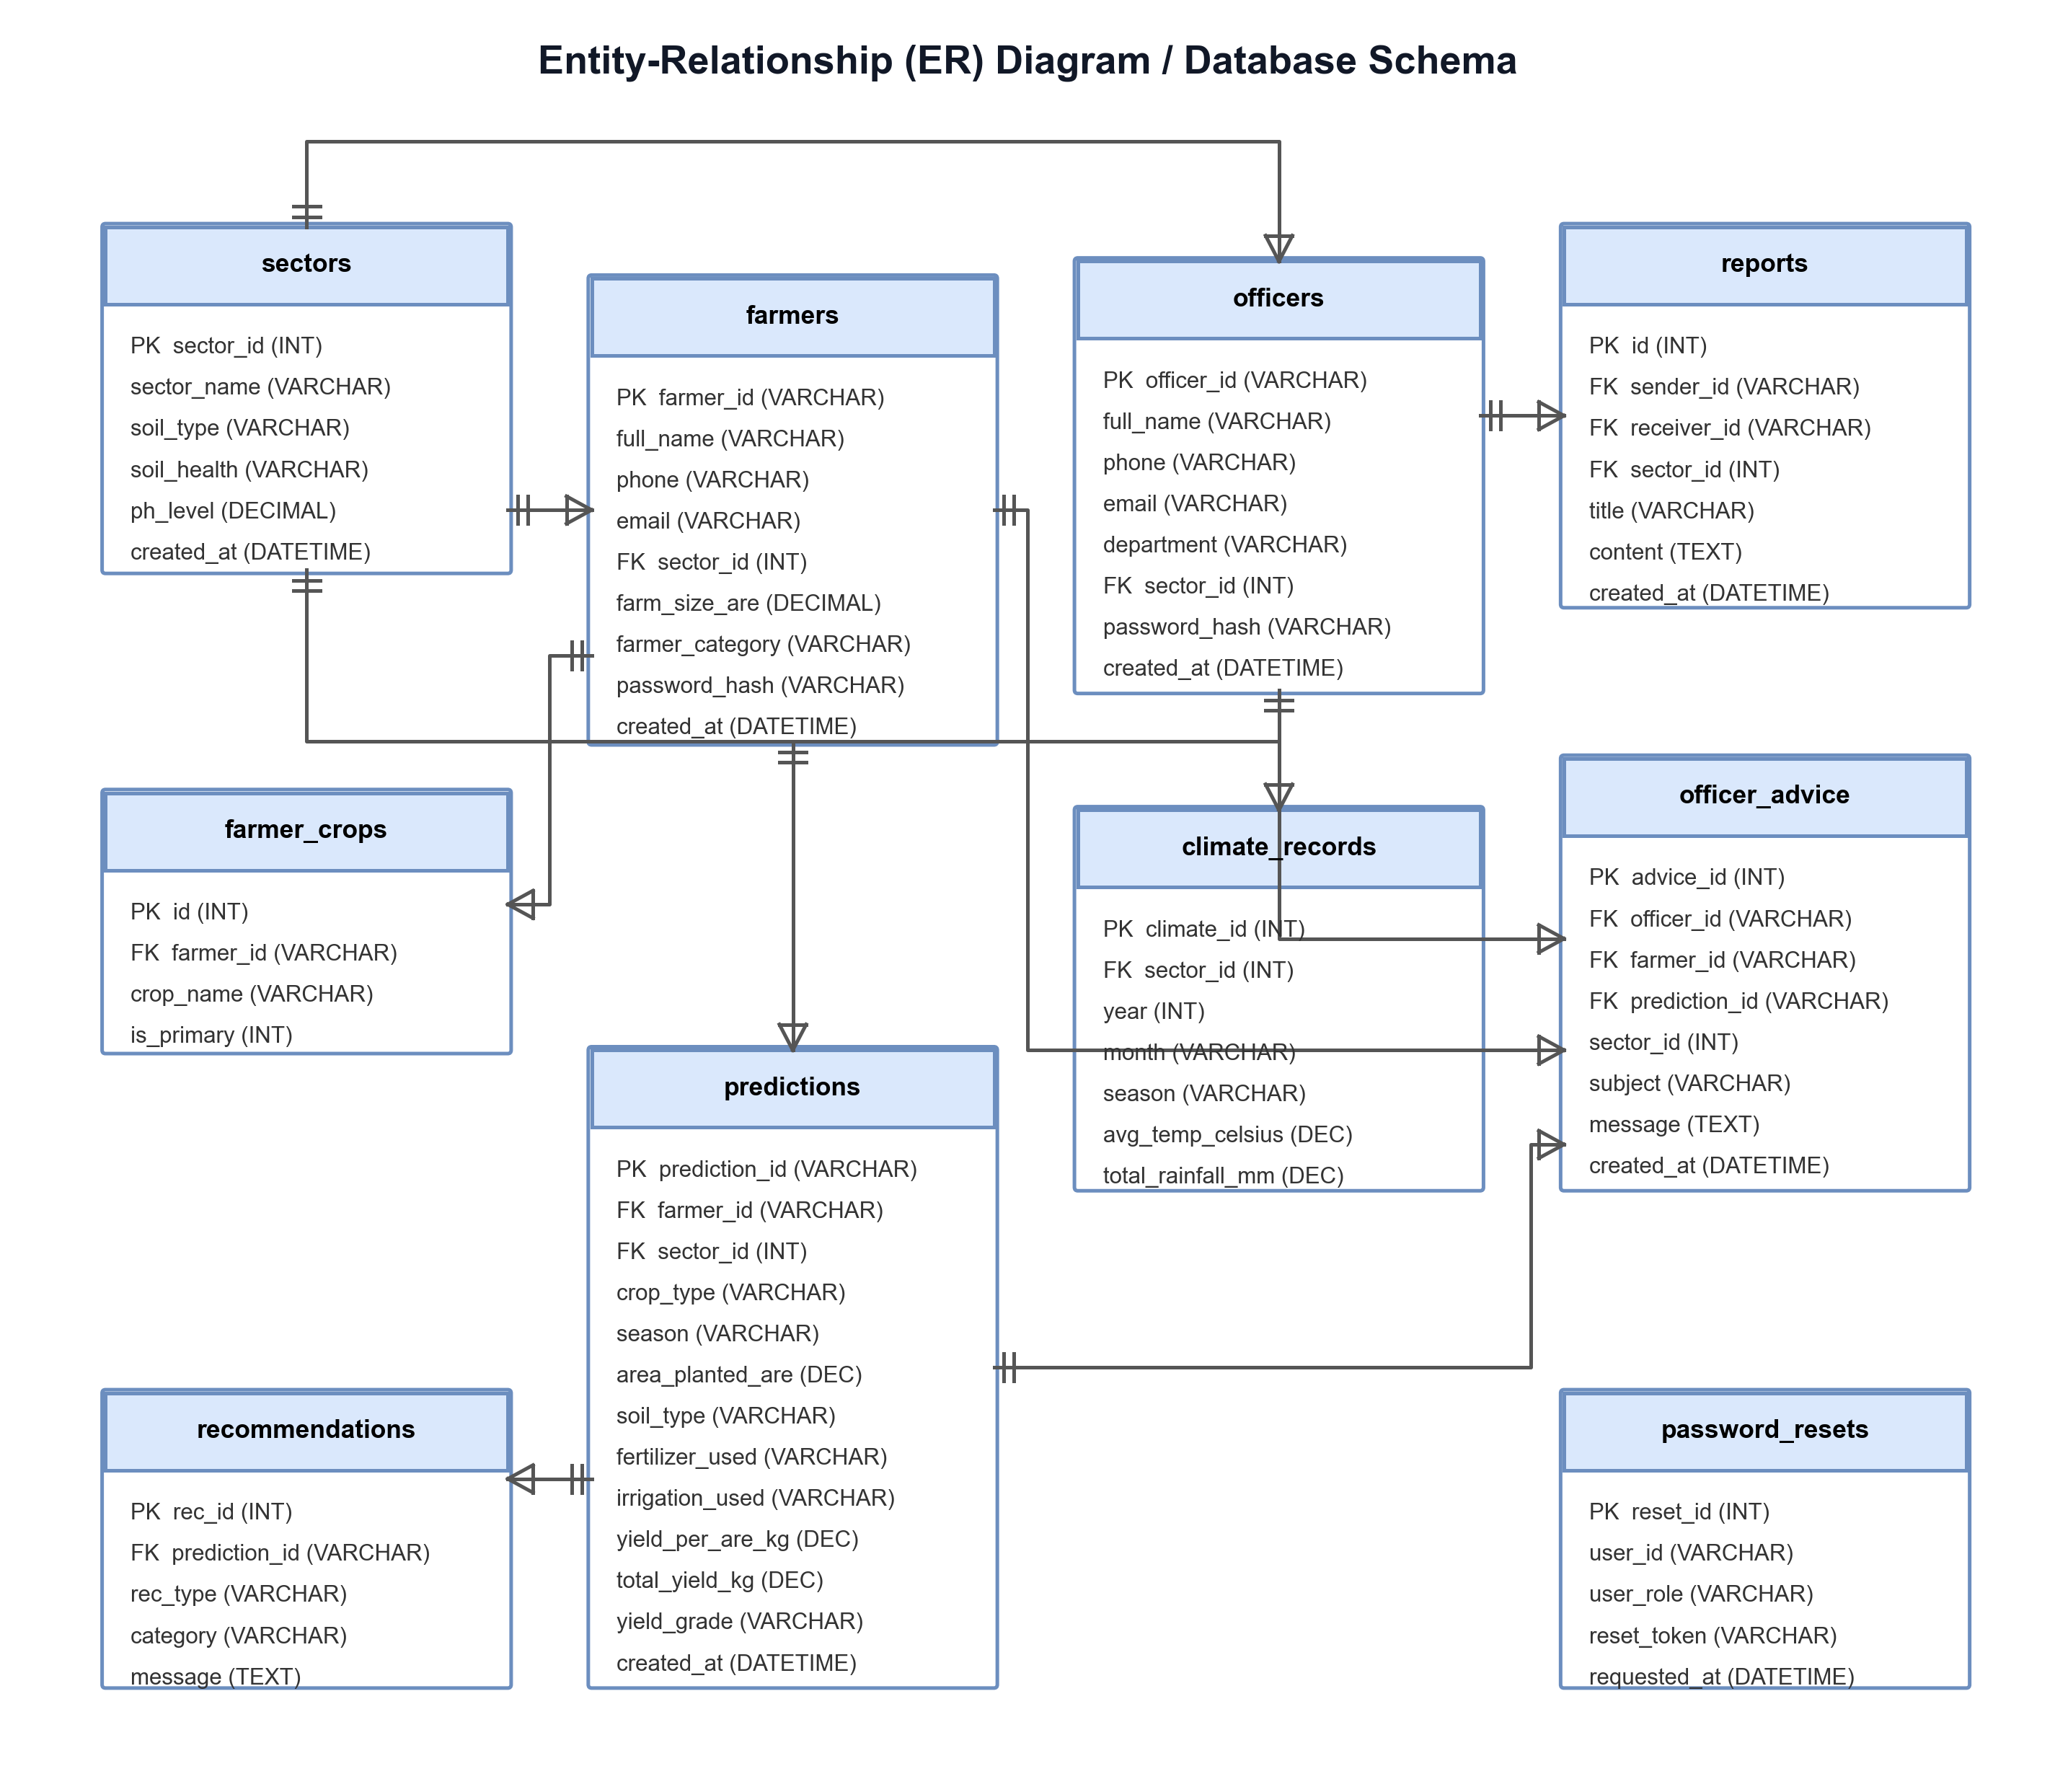 Entity-Relationship (ER) Diagram / Database Schema
sectors
PK sector_id (INT)
sector_name (VARCHAR)
soil_type (VARCHAR)
soil_health (VARCHAR)
ph_level (DECIMAL)
created_at (DATETIME)
farmers
PK farmer_id (VARCHAR)
full_name (VARCHAR)
phone (VARCHAR)
email (VARCHAR)
FK sector_id (INT)
farm_size_are (DECIMAL)
farmer_category (VARCHAR)
password_hash (VARCHAR)
created_at (DATETIME)
officers
PK officer_id (VARCHAR)
full_name (VARCHAR)
phone (VARCHAR)
email (VARCHAR)
department (VARCHAR)
FK sector_id (INT)
password_hash (VARCHAR)
created_at (DATETIME)
reports
PK id (INT)
FK sender_id (VARCHAR)
FK receiver_id (VARCHAR)
FK sector_id (INT)
title (VARCHAR)
content (TEXT)
created_at (DATETIME)
farmer_crops
PK id (INT)
FK farmer_id (VARCHAR)
crop_name (VARCHAR)
is_primary (INT)
predictions
PK prediction_id (VARCHAR)
FK farmer_id (VARCHAR)
FK sector_id (INT)
crop_type (VARCHAR)
season (VARCHAR)
area_planted_are (DEC)
soil_type (VARCHAR)
fertilizer_used (VARCHAR)
irrigation_used (VARCHAR)
yield_per_are_kg (DEC)
total_yield_kg (DEC)
yield_grade (VARCHAR)
created_at (DATETIME)
climate_records
PK climate_id (INT)
FK sector_id (INT)
year (INT)
month (VARCHAR)
season (VARCHAR)
avg_temp_celsius (DEC)
total_rainfall_mm (DEC)
officer_advice
PK advice_id (INT)
FK officer_id (VARCHAR)
FK farmer_id (VARCHAR)
FK prediction_id (VARCHAR)
sector_id (INT)
subject (VARCHAR)
message (TEXT)
created_at (DATETIME)
recommendations
PK rec_id (INT)
FK prediction_id (VARCHAR)
rec_type (VARCHAR)
category (VARCHAR)
message (TEXT)
password_resets
PK reset_id (INT)
user_id (VARCHAR)
user_role (VARCHAR)
reset_token (VARCHAR)
requested_at (DATETIME)